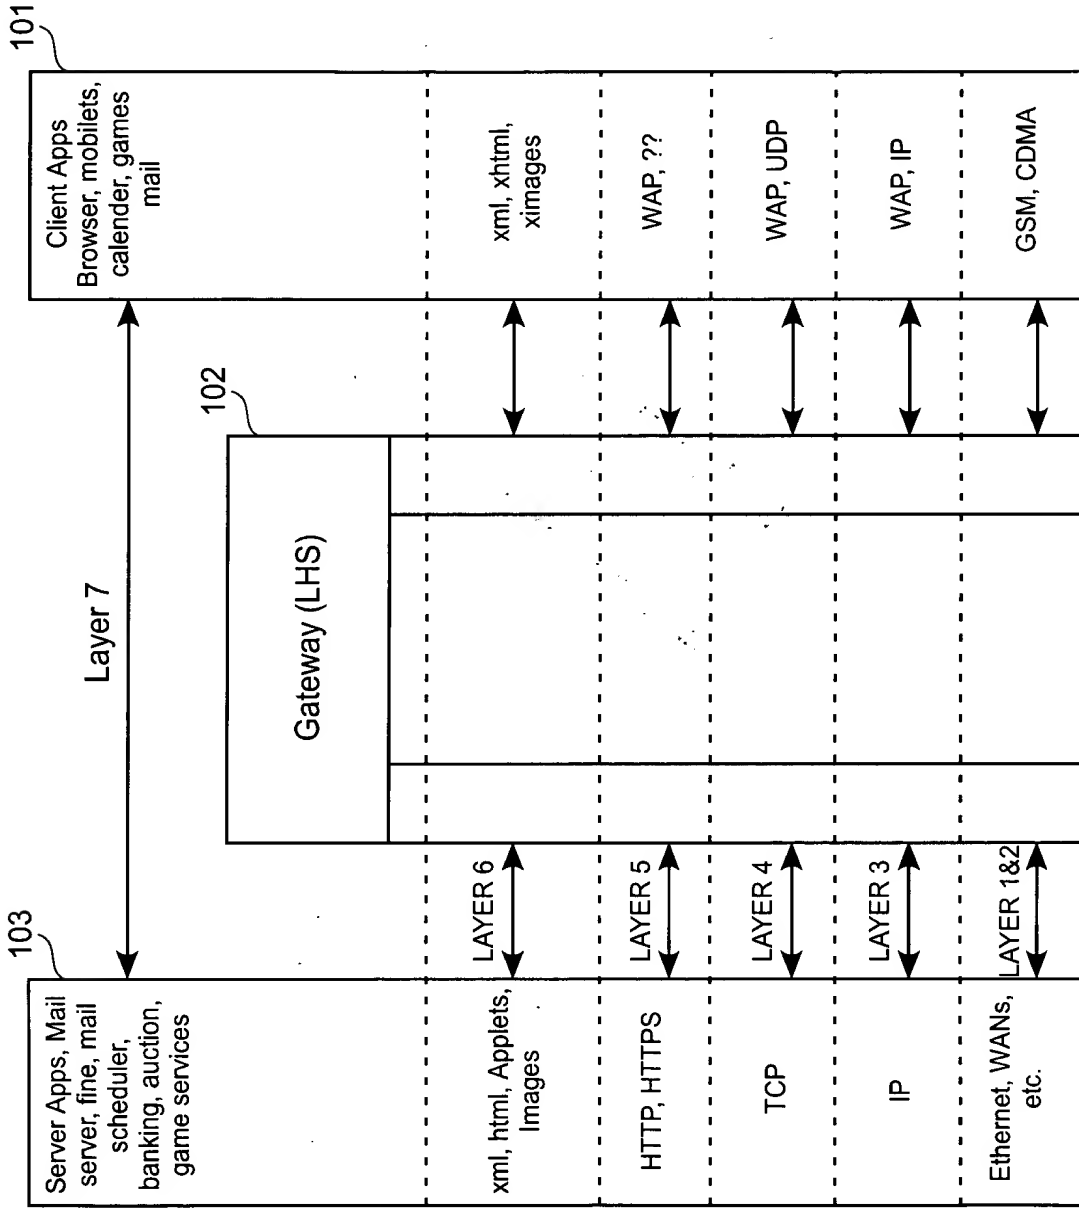 103
Server Apps, Mail
server, fine, mail
scheduler,
banking, auction,
game services
xml, html, Applets,
Images
HTTP, HTTPS
TCP
IP
Ethernet, WANs,
etc.
Layer 7
LAYER 6
LAYER 5
LAYER 4
LAYER 3
LAYER 1&2
102
Gateway (LHS)
101
Client Apps
Browser, mobilets,
calender, games
mail
xml, xhtml,
ximages
WAP, ??
WAP, UDP
WAP, IP
GSM, CDMA